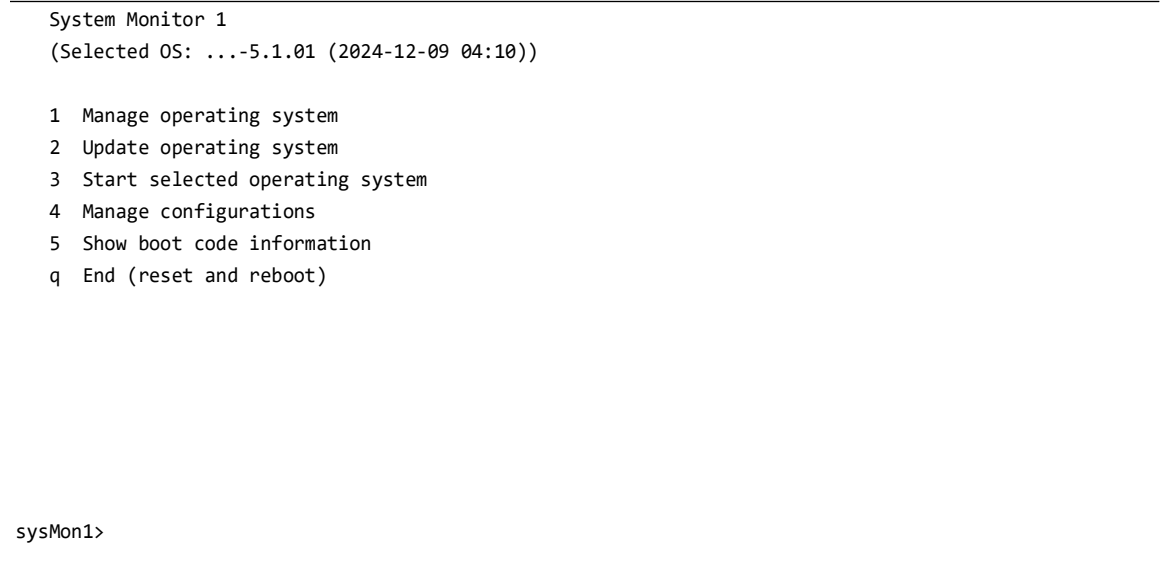 System Monitor 1
(Selected OS: ...-5.1.01 (2024-12-09 04:10))
1 Manage operating system
2 Update operating system
3 Start selected operating system
4 Manage configurations
5 Show boot code information
q End (reset and reboot)
sysMon1>